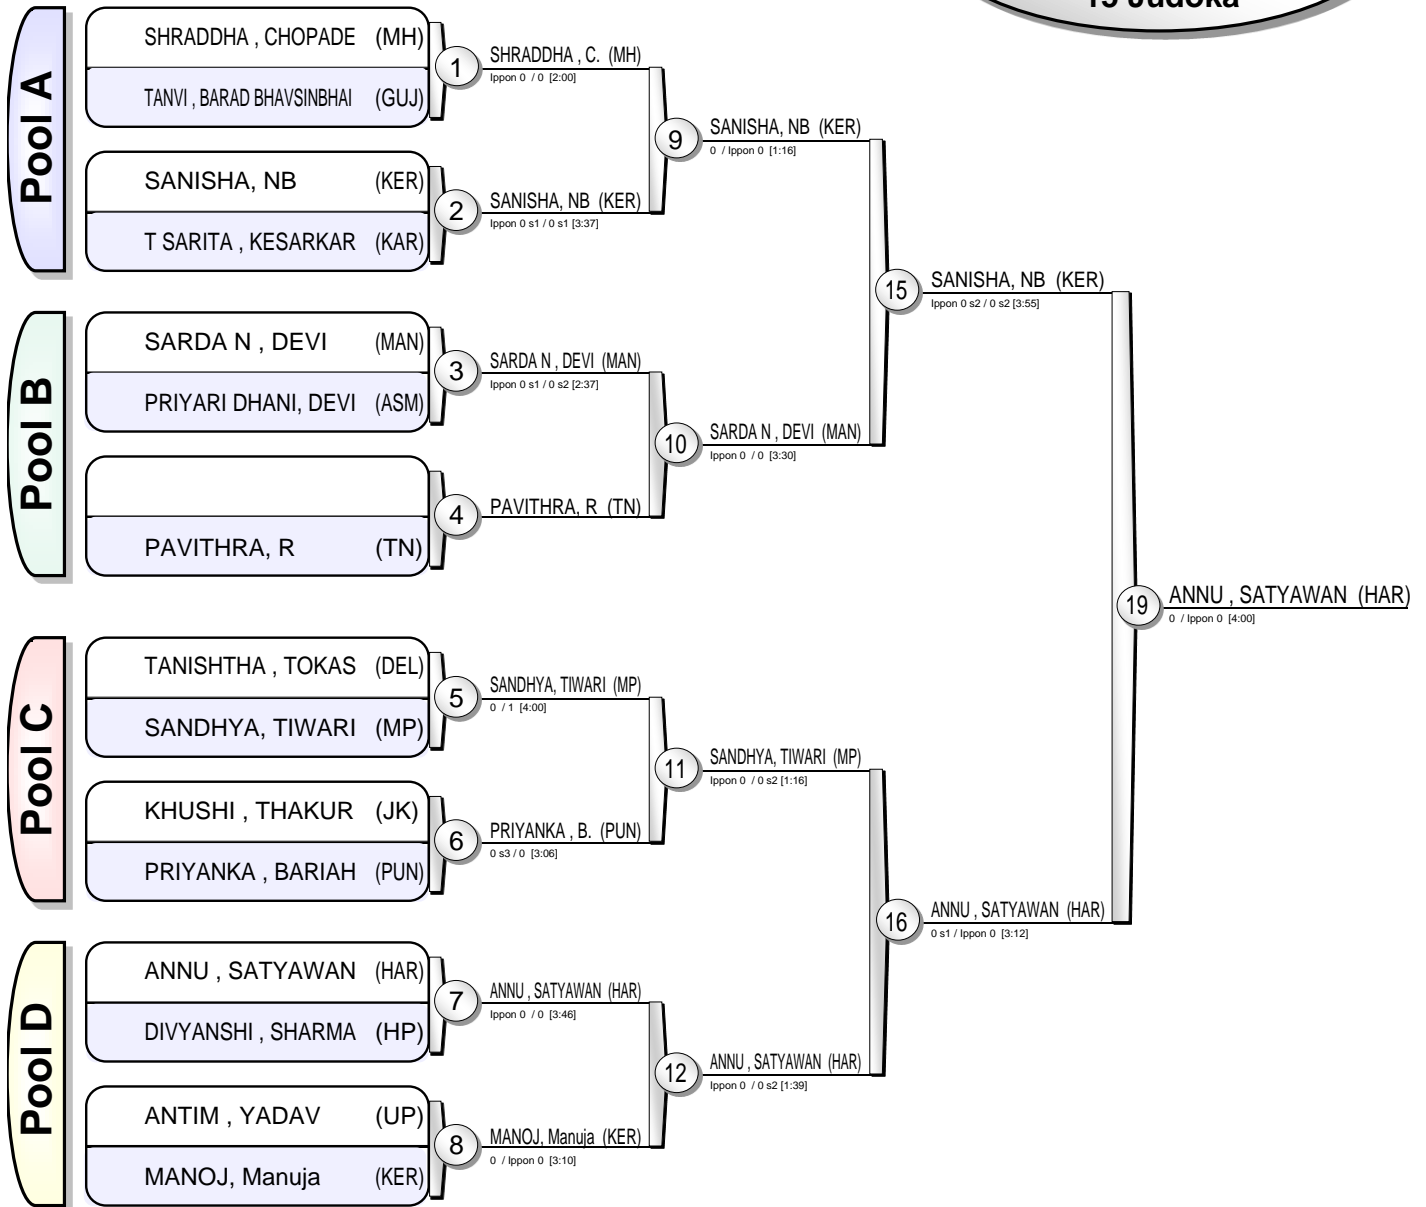 15 Judoka
Pool A
SHRADDHA , CHOPADE (MH)
TANVI , BARAD BHAVSINBHAI (GUJ)
1
SHRADDHA , C. (MH)
Ippon 0 / 0 [2:00]
SANISHA, NB (KER)
T SARITA , KESARKAR (KAR)
2
SANISHA, NB (KER)
Ippon 0 s1 / 0 s1 [3:37]
9
SANISHA, NB (KER)
0 / Ippon 0 [1:16]
Pool B
SARDA N , DEVI (MAN)
PRIYARI DHANI, DEVI (ASM)
3
SARDA N , DEVI (MAN)
Ippon 0 s1 / 0 s2 [2:37]
PAVITHRA, R (TN)
4
PAVITHRA, R (TN)
10
SARDA N , DEVI (MAN)
Ippon 0 / 0 [3:30]
15
SANISHA, NB (KER)
Ippon 0 s2 / 0 s2 [3:55]
Pool C
TANISHTHA , TOKAS (DEL)
SANDHYA, TIWARI (MP)
5
SANDHYA, TIWARI (MP)
0 / 1 [4:00]
KHUSHI , THAKUR (JK)
PRIYANKA , BARIAH (PUN)
6
PRIYANKA , B. (PUN)
0 s3 / 0 [3:06]
11
SANDHYA, TIWARI (MP)
Ippon 0 / 0 s2 [1:16]
Pool D
ANNU , SATYAWAN (HAR)
DIVYANSHI , SHARMA (HP)
7
ANNU , SATYAWAN (HAR)
Ippon 0 / 0 [3:46]
ANTIM , YADAV (UP)
MANOJ, Manuja (KER)
8
MANOJ, Manuja (KER)
0 / Ippon 0 [3:10]
12
ANNU , SATYAWAN (HAR)
Ippon 0 / 0 s2 [1:39]
16
ANNU , SATYAWAN (HAR)
0 s1 / Ippon 0 [3:12]
19
ANNU , SATYAWAN (HAR)
0 / Ippon 0 [4:00]